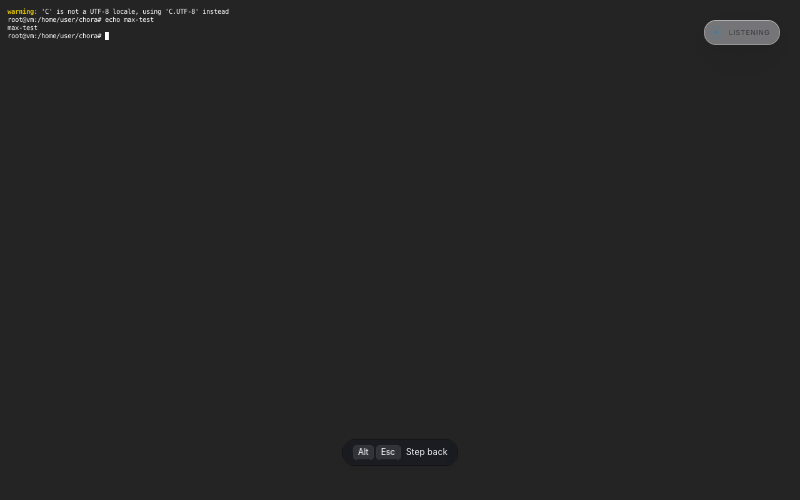 warning: 'C' is not a UTF-8 locale, using 'C.UTF-8' instead
root@vm:/home/user/chora# echo max-test
max-test
root@vm:/home/user/chora#
LISTENING
Alt Esc Step back